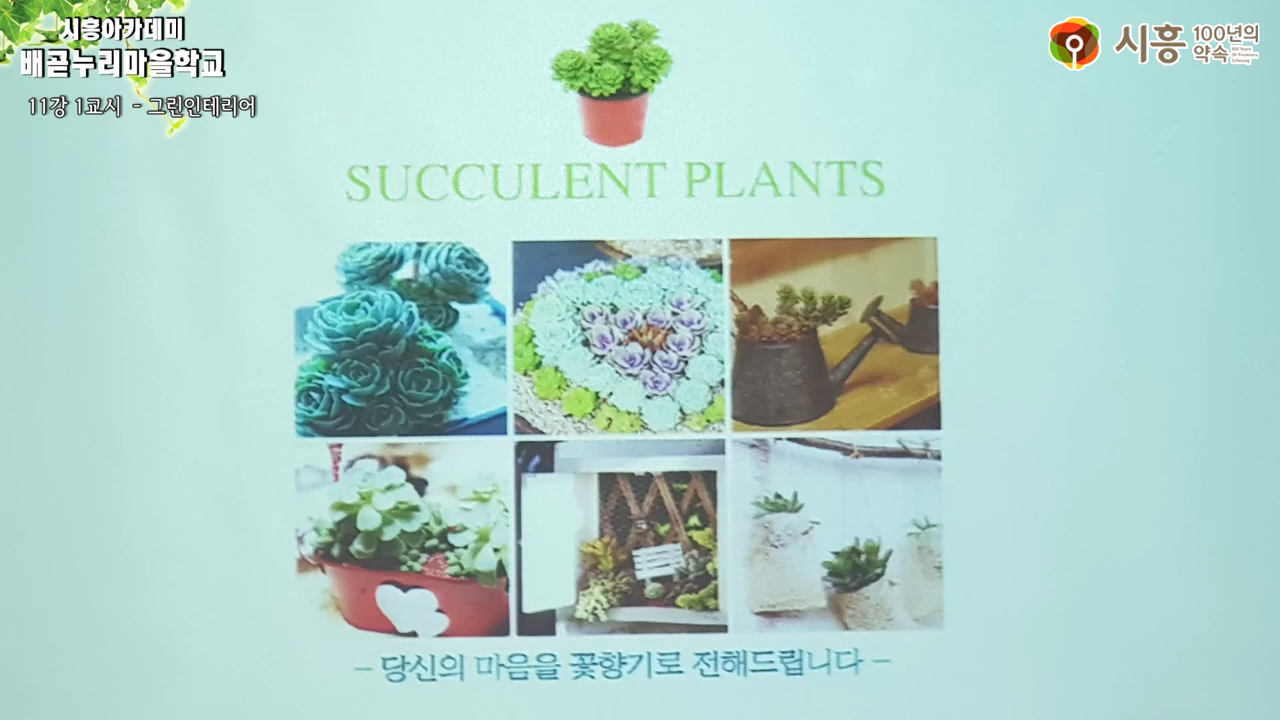 시흥아카데미
배곧누리마을학교
11강 1교시 - 그린인테리어
시흥 100년의 약속
SUCCULENT PLANTS
- 당신의 마음을 꽃향기로 전해드립니다 -